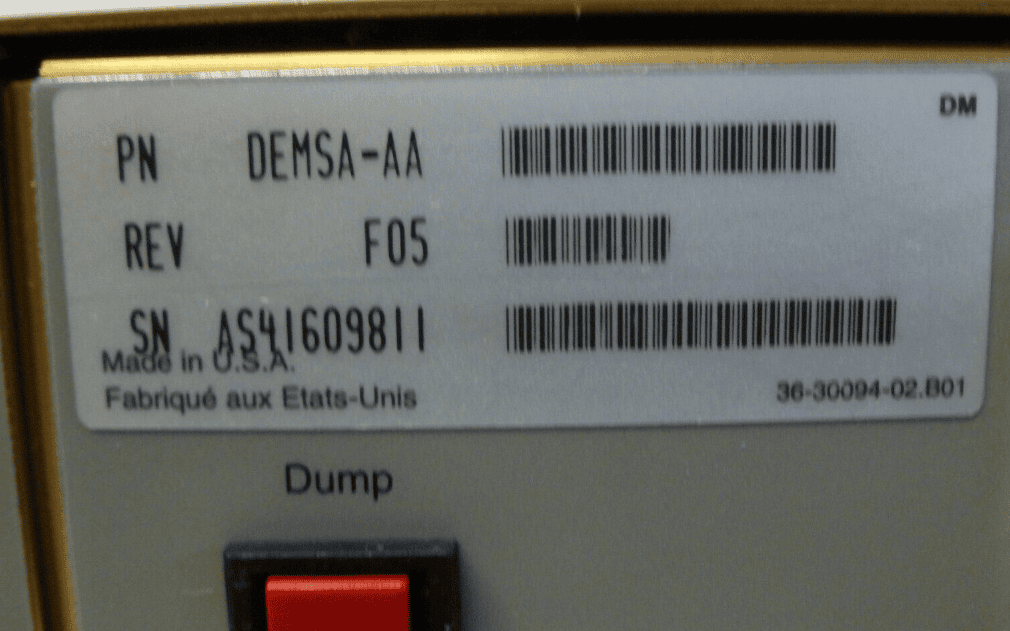 DM
PN DEMSA-AA
REV F05
SN AS41609811
Made in U.S.A.
Fabriqué aux Etats-Unis
36-30094-02.B01
Dump